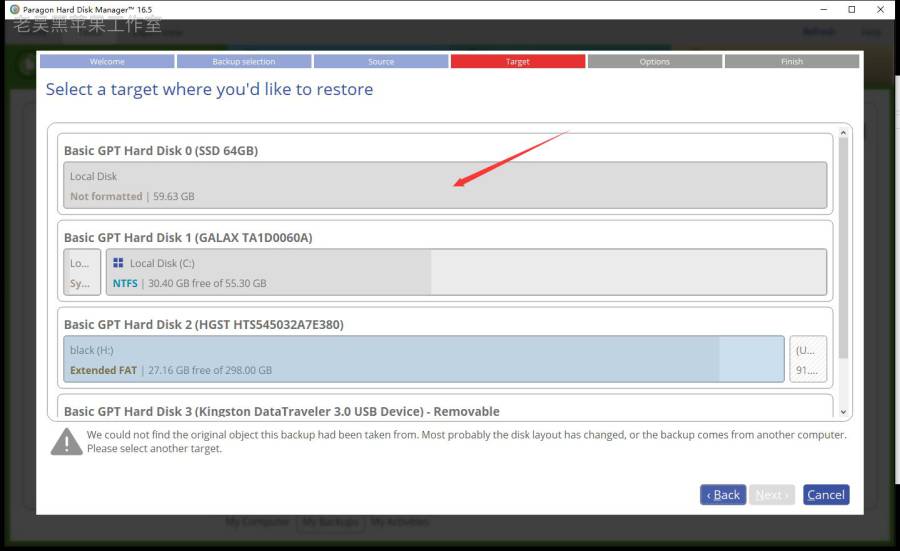 Paragon Hard Disk Manager™ 16.5
老吴黑苹果工作室
Welcome
Backup selection
Source
Target
Options
Finish
Select a target where you'd like to restore
Basic GPT Hard Disk 0 (SSD 64GB)
Local Disk
Not formatted | 59.63 GB
Basic GPT Hard Disk 1 (GALAX TA1D0060A)
Lo...
Sy...
Local Disk (C:)
NTFS | 30.40 GB free of 55.30 GB
Basic GPT Hard Disk 2 (HGST HTS545032A7E380)
black (H:)
Extended FAT | 27.16 GB free of 298.00 GB
(U...
91....
Basic GPT Hard Disk 3 (Kingston DataTraveler 3.0 USB Device) - Removable
We could not find the original object this backup had been taken from. Most probably the disk layout has changed, or the backup comes from another computer.
Please select another target.
‹ Back
Next ›
Cancel
My Computer
My Backups
My Activities